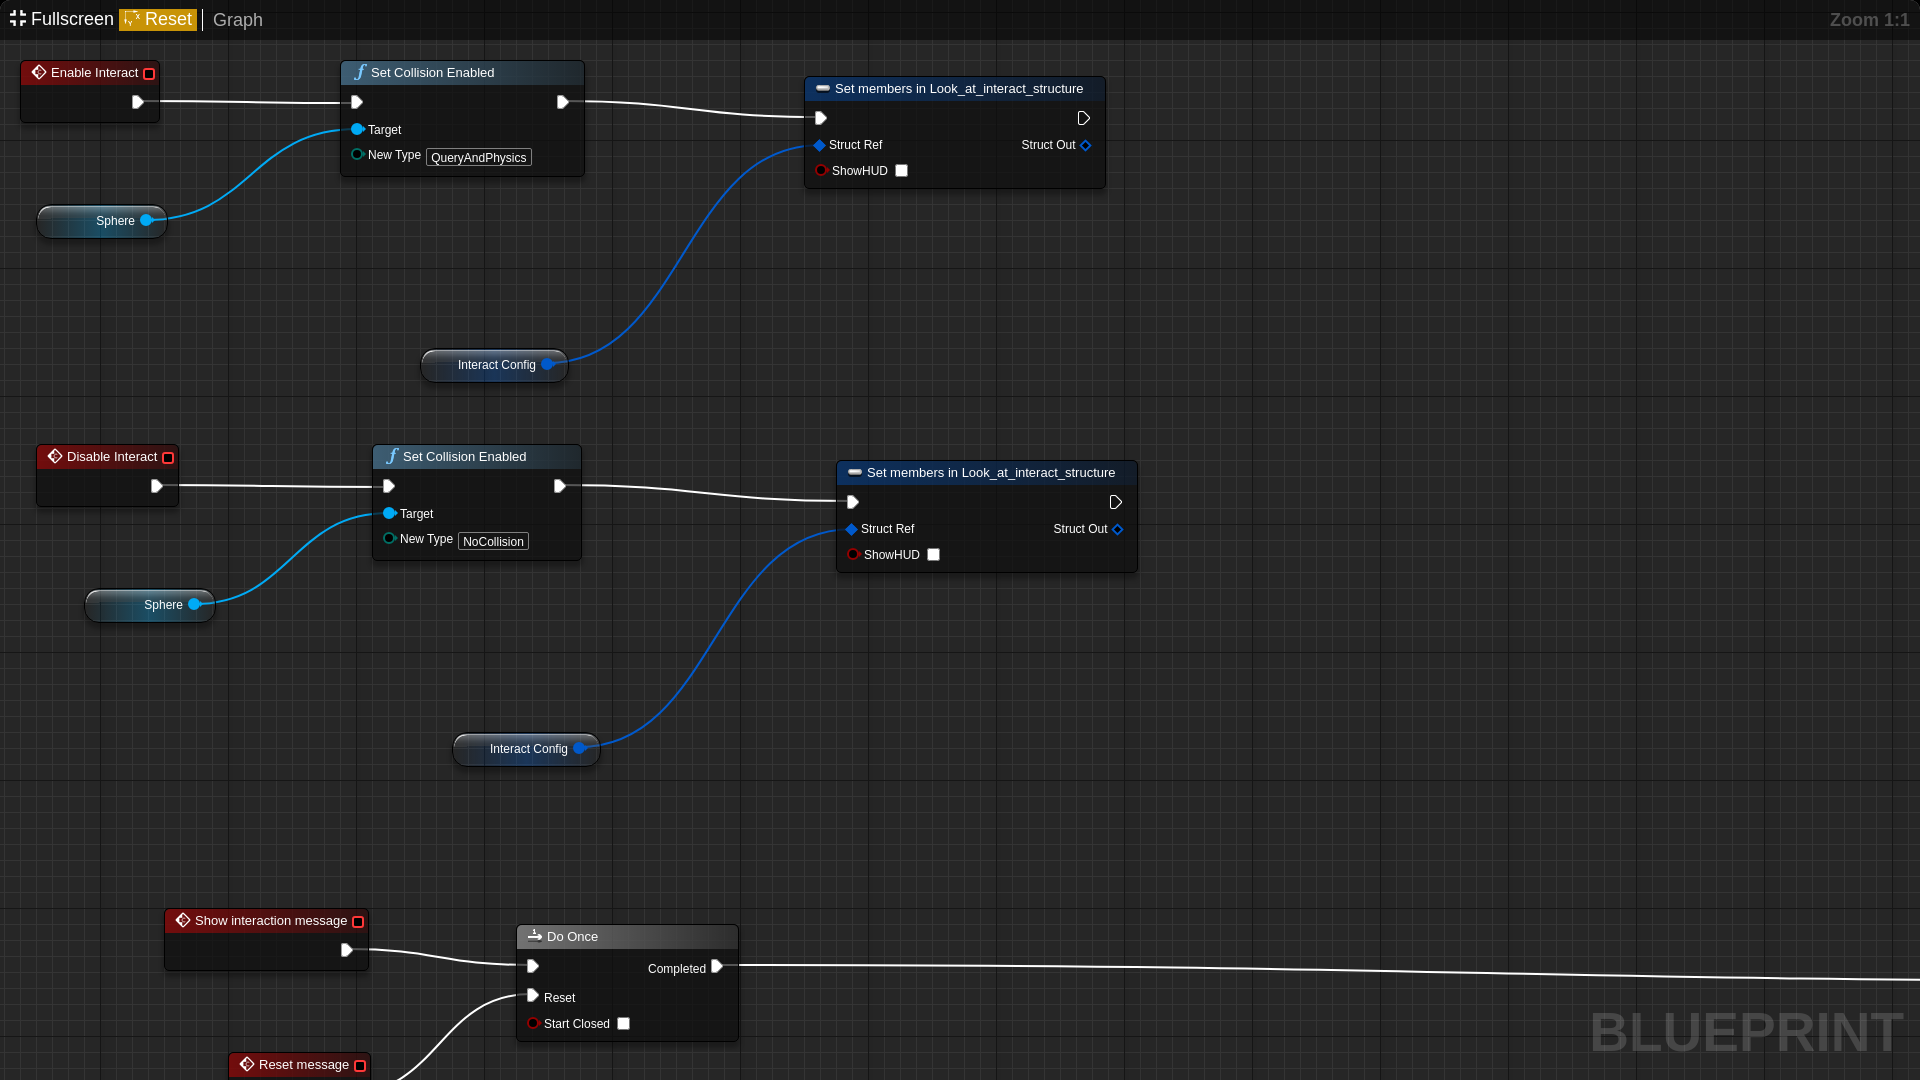 Fullscreen Reset Graph Zoom 1:1
Enable Interact
Set Collision Enabled
Target
New Type QueryAndPhysics
Set members in Look_at_interact_structure
Struct Ref Struct Out
ShowHUD
Sphere
Interact Config
Disable Interact
Set Collision Enabled
Target
New Type NoCollision
Set members in Look_at_interact_structure
Struct Ref Struct Out
ShowHUD
Sphere
Interact Config
Show interaction message
Do Once
Completed
Reset
Start Closed
Reset message
BLUEPRINT